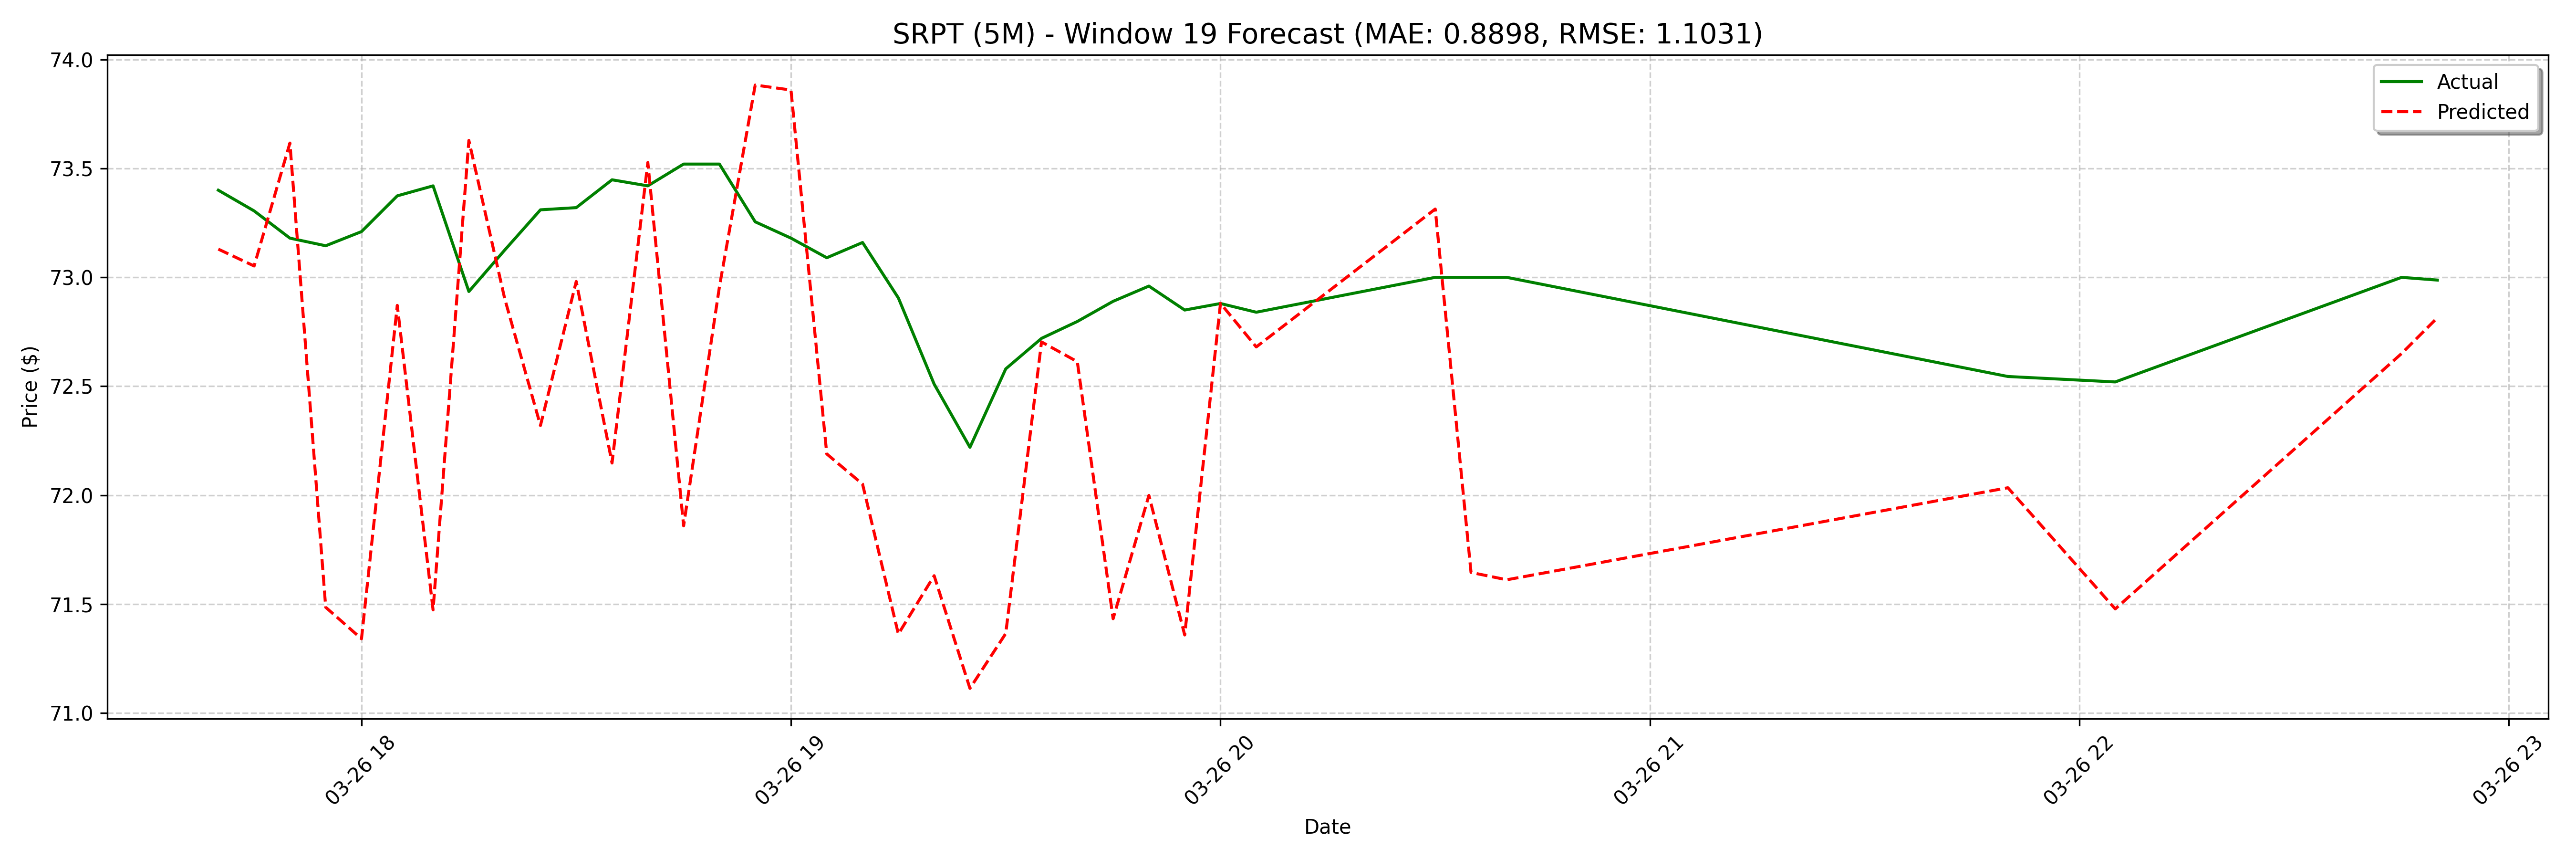 SRPT (5M) - Window 19 Forecast (MAE: 0.8898, RMSE: 1.1031)
Actual
Predicted
Price ($)
74.0
73.5
73.0
72.5
72.0
71.5
71.0
03-26 18
03-26 19
03-26 20
03-26 21
03-26 22
03-26 23
Date